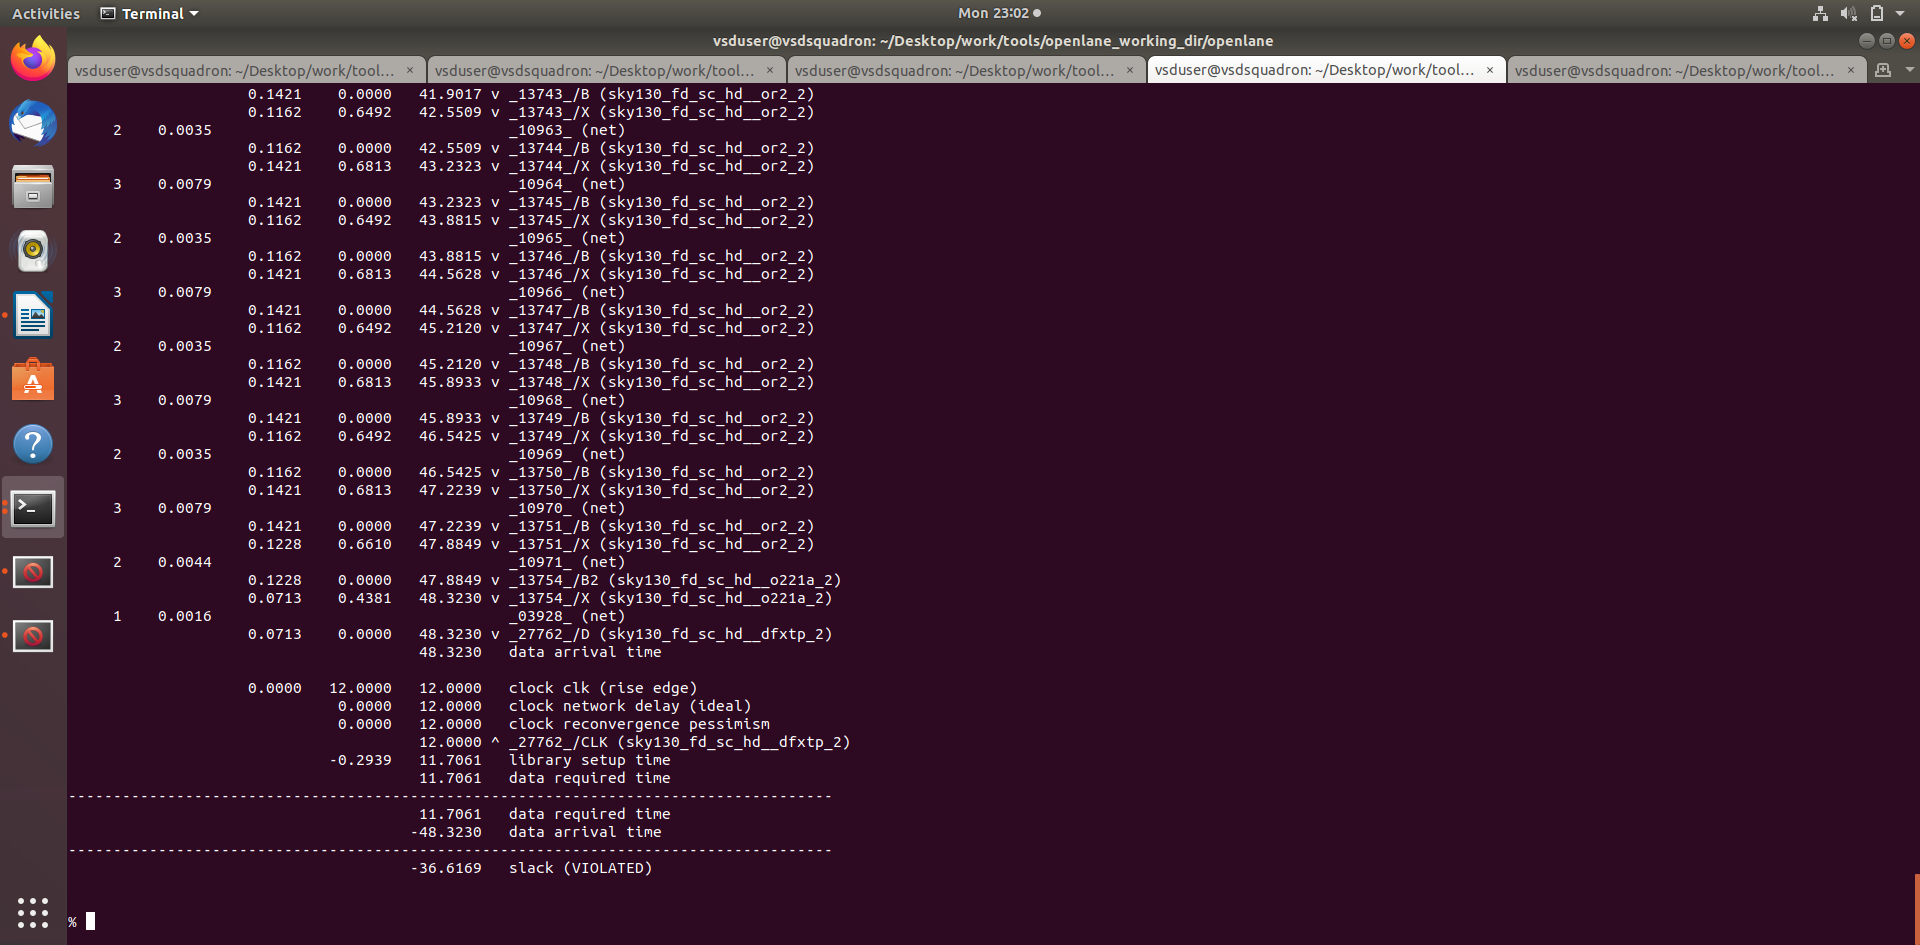 Activities Terminal Mon 23:02
vsduser@vsdsquadron: ~/Desktop/work/tools/openlane_working_dir/openlane
vsduser@vsdsquadron: ~/Desktop/work/tool... × vsduser@vsdsquadron: ~/Desktop/work/tool... × vsduser@vsdsquadron: ~/Desktop/work/tool... × vsduser@vsdsquadron: ~/Desktop/work/tool... × vsduser@vsdsquadron: ~/Desktop/work/tool... ×
0.1421 0.0000 41.9017 v _13743_/B (sky130_fd_sc_hd__or2_2)
0.1162 0.6492 42.5509 v _13743_/X (sky130_fd_sc_hd__or2_2)
2 0.0035 _10963_ (net)
0.1162 0.0000 42.5509 v _13744_/B (sky130_fd_sc_hd__or2_2)
0.1421 0.6813 43.2323 v _13744_/X (sky130_fd_sc_hd__or2_2)
3 0.0079 _10964_ (net)
0.1421 0.0000 43.2323 v _13745_/B (sky130_fd_sc_hd__or2_2)
0.1162 0.6492 43.8815 v _13745_/X (sky130_fd_sc_hd__or2_2)
2 0.0035 _10965_ (net)
0.1162 0.0000 43.8815 v _13746_/B (sky130_fd_sc_hd__or2_2)
0.1421 0.6813 44.5628 v _13746_/X (sky130_fd_sc_hd__or2_2)
3 0.0079 _10966_ (net)
0.1421 0.0000 44.5628 v _13747_/B (sky130_fd_sc_hd__or2_2)
0.1162 0.6492 45.2120 v _13747_/X (sky130_fd_sc_hd__or2_2)
2 0.0035 _10967_ (net)
0.1162 0.0000 45.2120 v _13748_/B (sky130_fd_sc_hd__or2_2)
0.1421 0.6813 45.8933 v _13748_/X (sky130_fd_sc_hd__or2_2)
3 0.0079 _10968_ (net)
0.1421 0.0000 45.8933 v _13749_/B (sky130_fd_sc_hd__or2_2)
0.1162 0.6492 46.5425 v _13749_/X (sky130_fd_sc_hd__or2_2)
2 0.0035 _10969_ (net)
0.1162 0.0000 46.5425 v _13750_/B (sky130_fd_sc_hd__or2_2)
0.1421 0.6813 47.2239 v _13750_/X (sky130_fd_sc_hd__or2_2)
3 0.0079 _10970_ (net)
0.1421 0.0000 47.2239 v _13751_/B (sky130_fd_sc_hd__or2_2)
0.1228 0.6610 47.8849 v _13751_/X (sky130_fd_sc_hd__or2_2)
2 0.0044 _10971_ (net)
0.1228 0.0000 47.8849 v _13754_/B2 (sky130_fd_sc_hd__o221a_2)
0.0713 0.4381 48.3230 v _13754_/X (sky130_fd_sc_hd__o221a_2)
1 0.0016 _03928_ (net)
0.0713 0.0000 48.3230 v _27762_/D (sky130_fd_sc_hd__dfxtp_2)
48.3230 data arrival time
0.0000 12.0000 12.0000 clock clk (rise edge)
0.0000 12.0000 clock network delay (ideal)
0.0000 12.0000 clock reconvergence pessimism
12.0000 ^ _27762_/CLK (sky130_fd_sc_hd__dfxtp_2)
-0.2939 11.7061 library setup time
11.7061 data required time
-------------------------------------------------------------------------------------
11.7061 data required time
-48.3230 data arrival time
-------------------------------------------------------------------------------------
-36.6169 slack (VIOLATED)
%